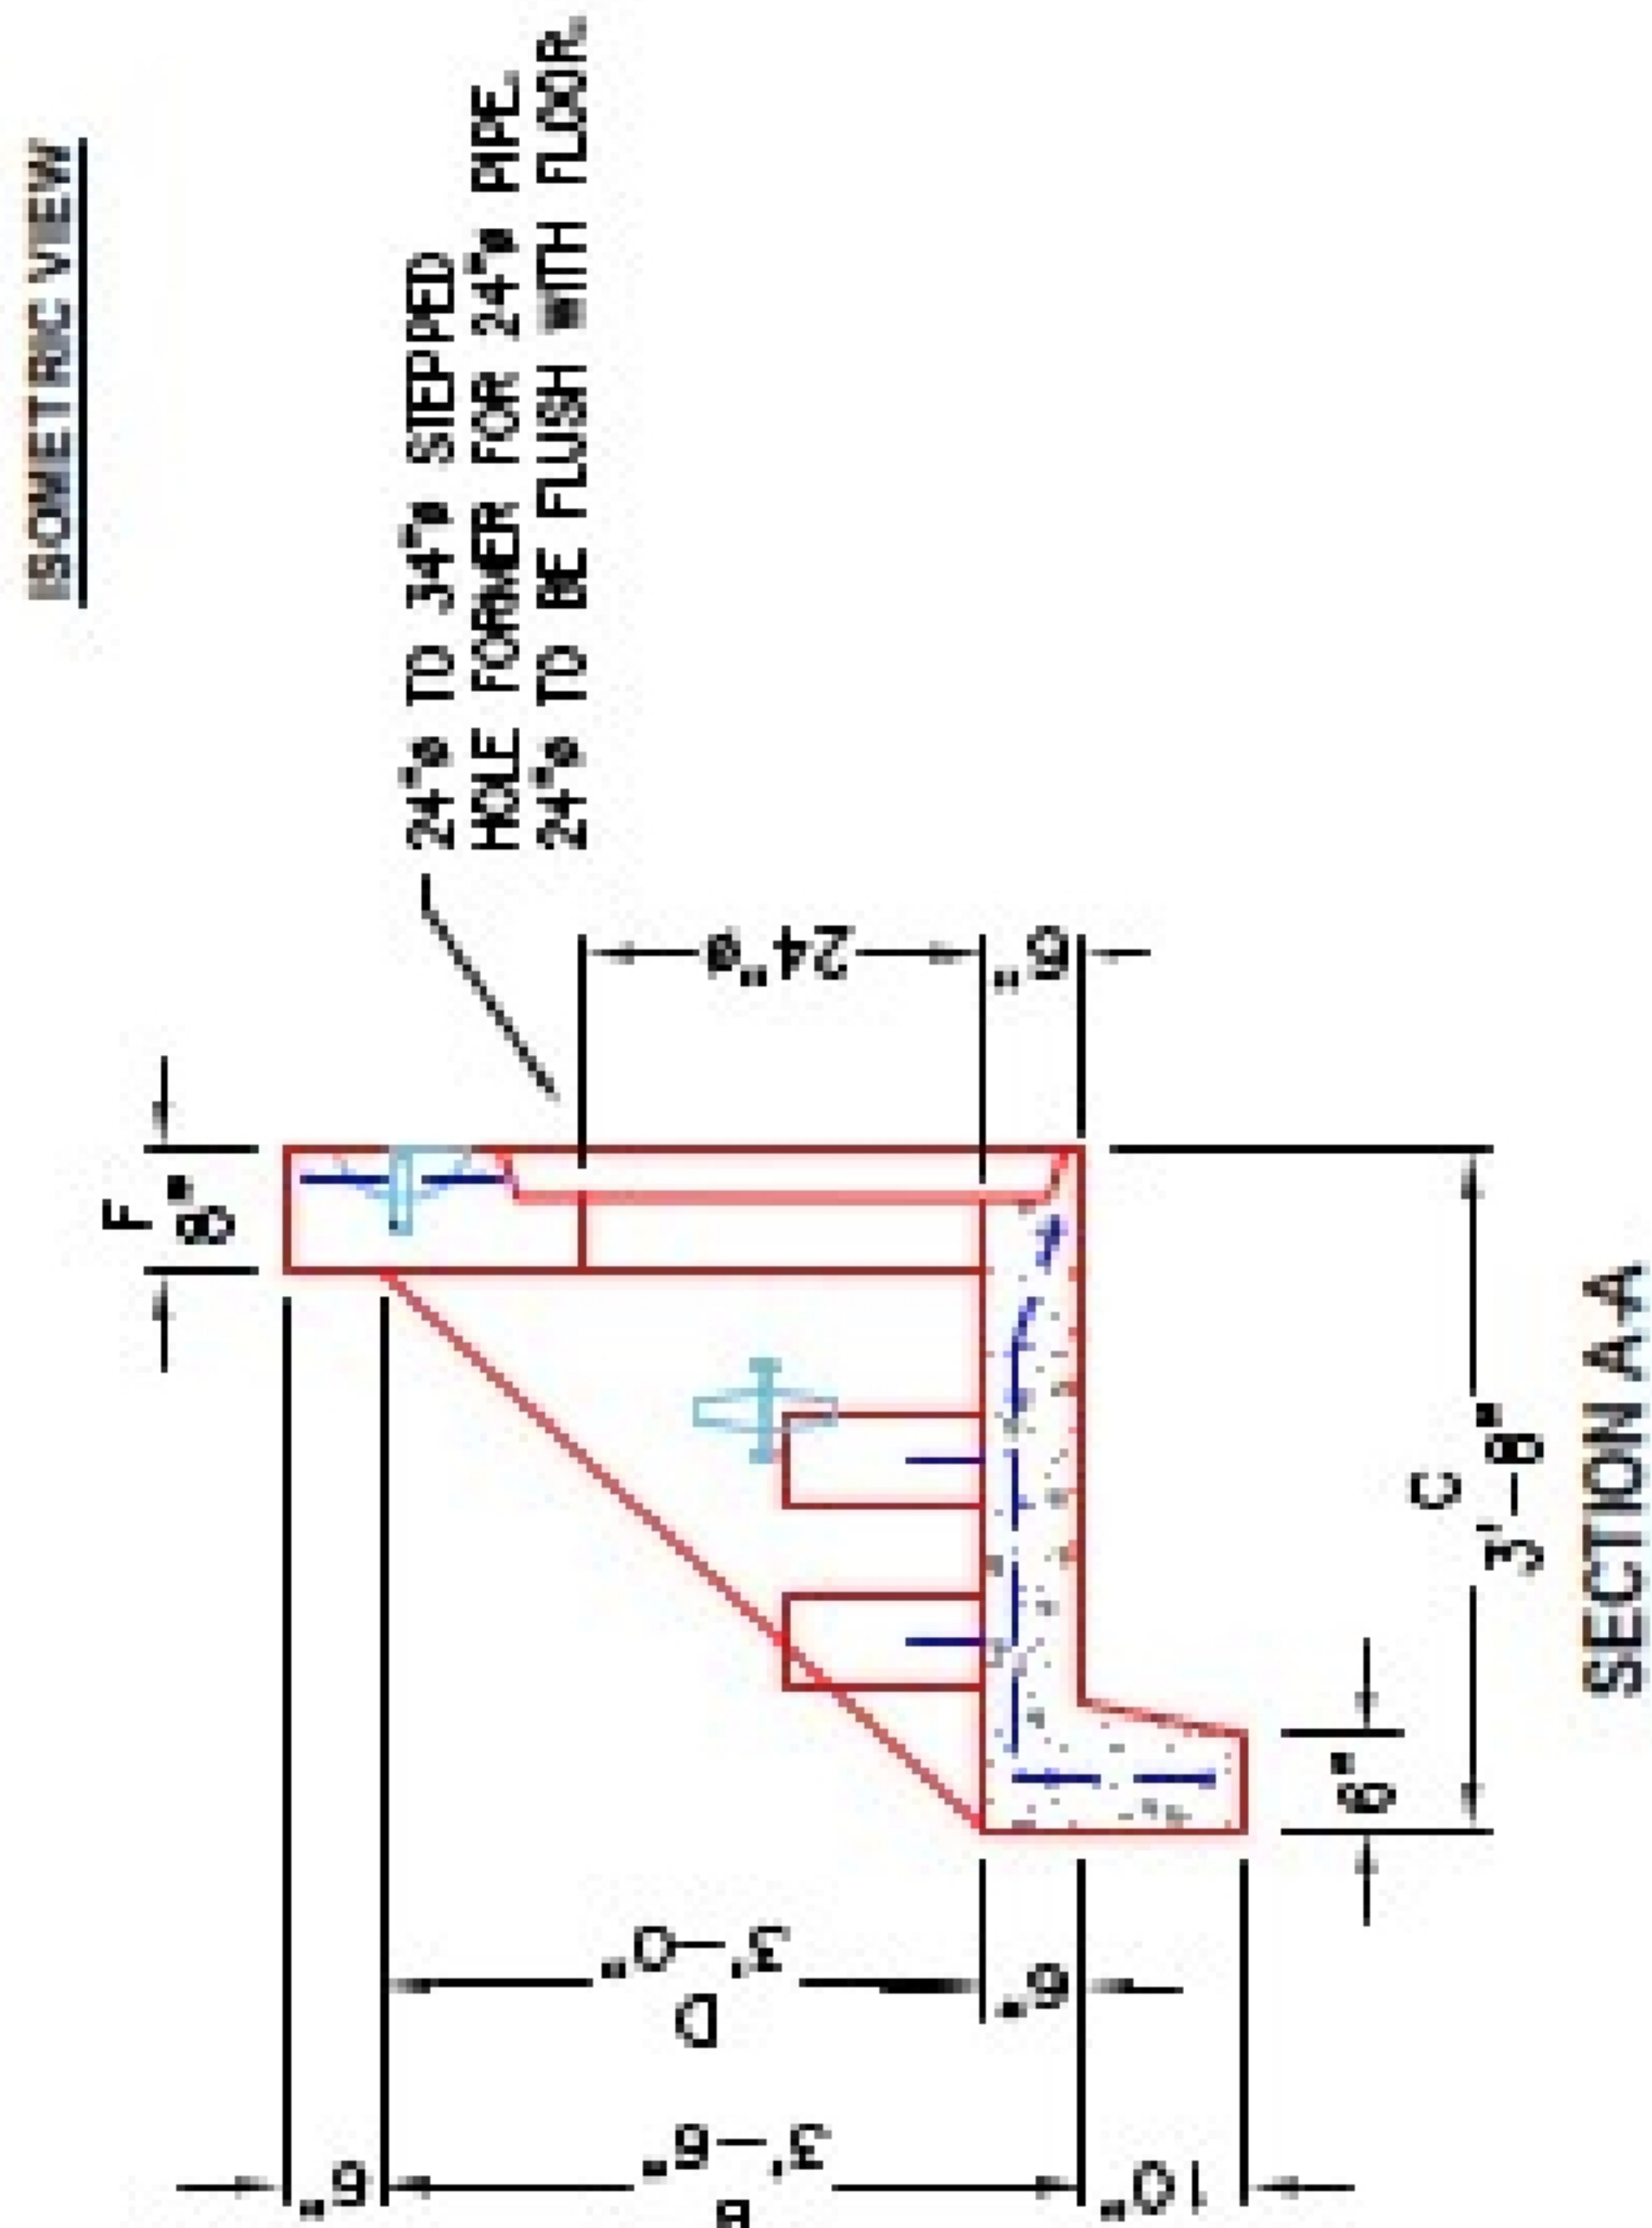 ISOMETRIC VIEW
24"ø TO 34"ø STEPPED
HOLE FORMER FOR 24"ø PIPE.
24"ø TO BE FLUSH WITH FLOOR.
F
8"
24"ø
6"
6"
D
3'-0"
6"
B
3'-6"
10"
6"
C
3'-8"
SECTION A-A